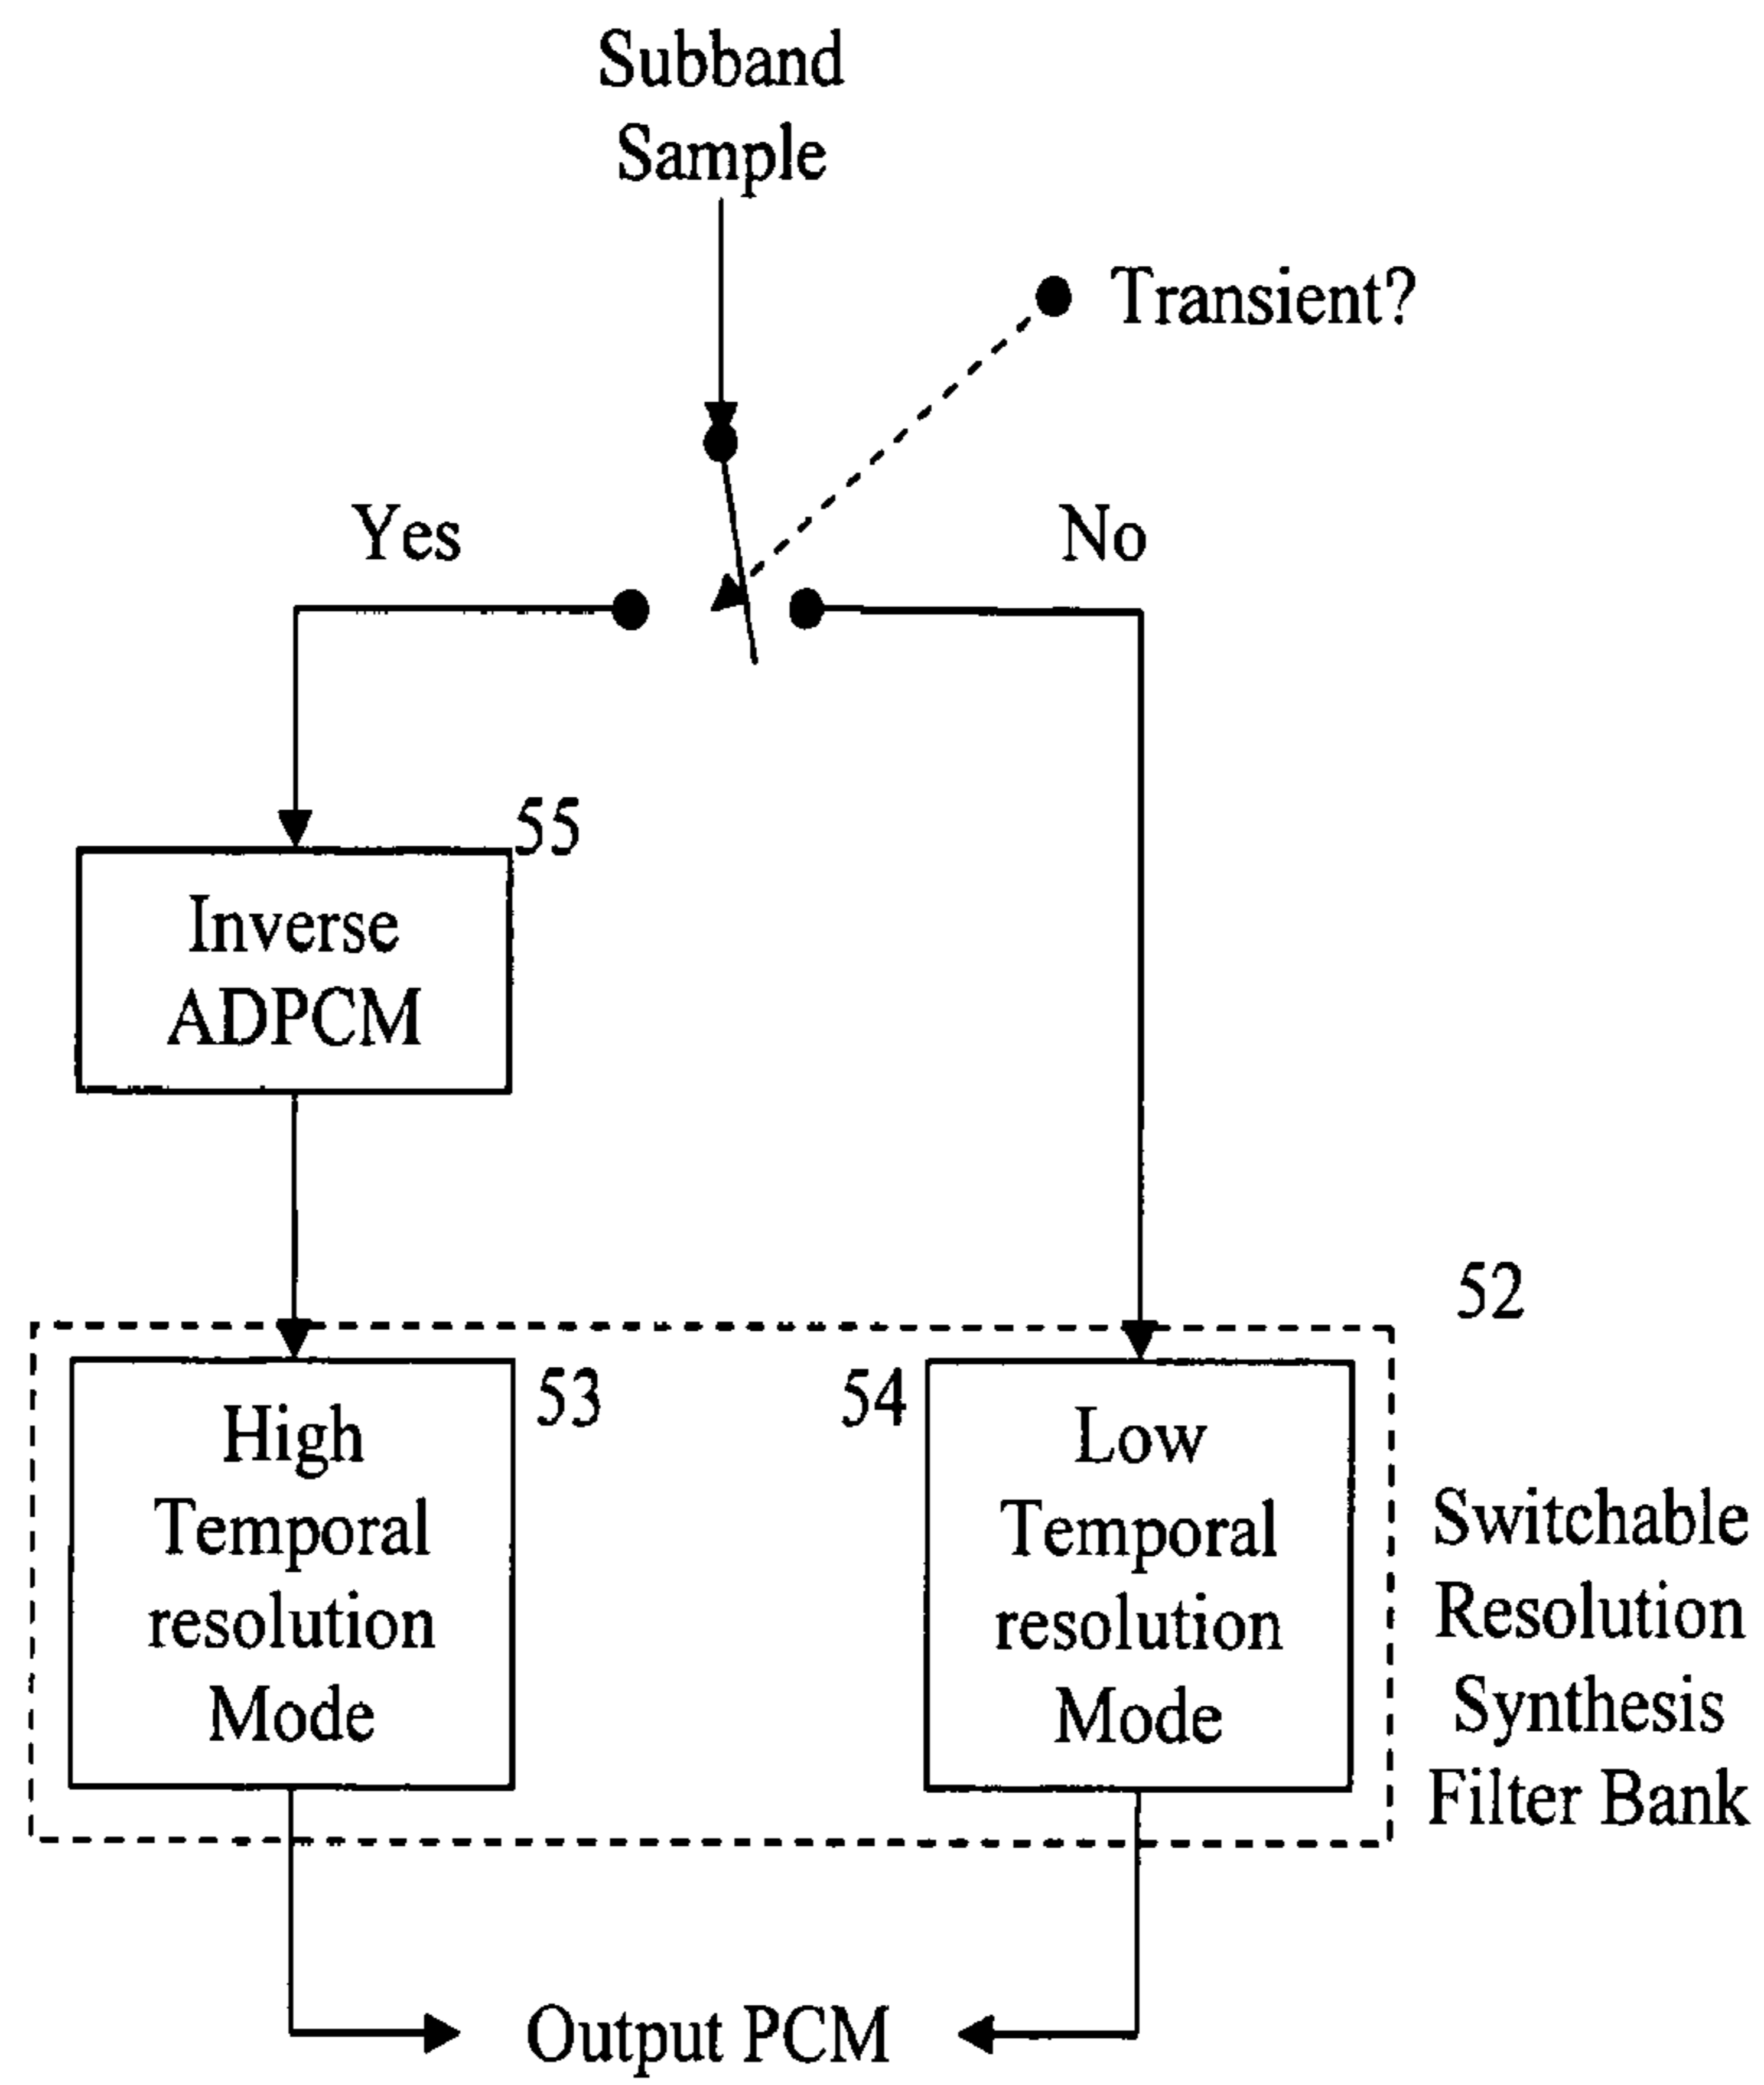 Subband
Sample
Transient?
Yes
No
55
Inverse
ADPCM
52
53
54
High
Temporal
resolution
Mode
Low
Temporal
resolution
Mode
Switchable
Resolution
Synthesis
Filter Bank
Output PCM